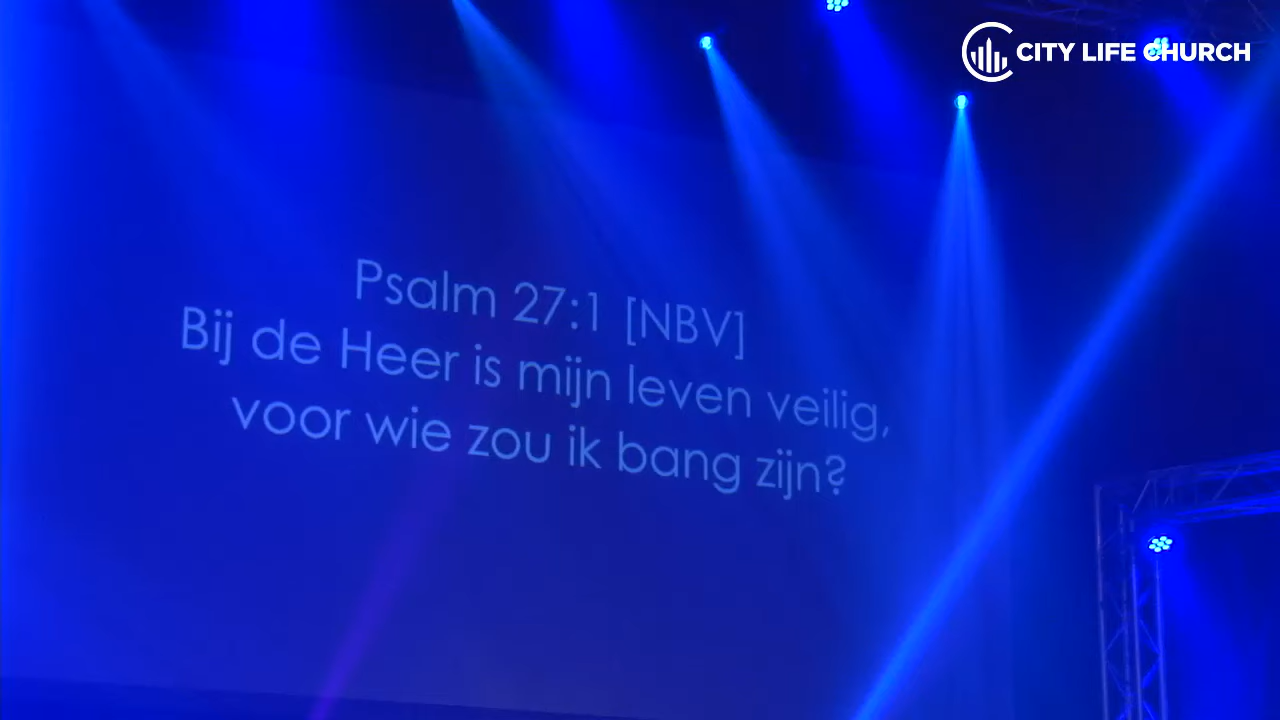 CITY LIFE CHURCH
Psalm 27:1 [NBV]
Bij de Heer is mijn leven veilig,
voor wie zou ik bang zijn?